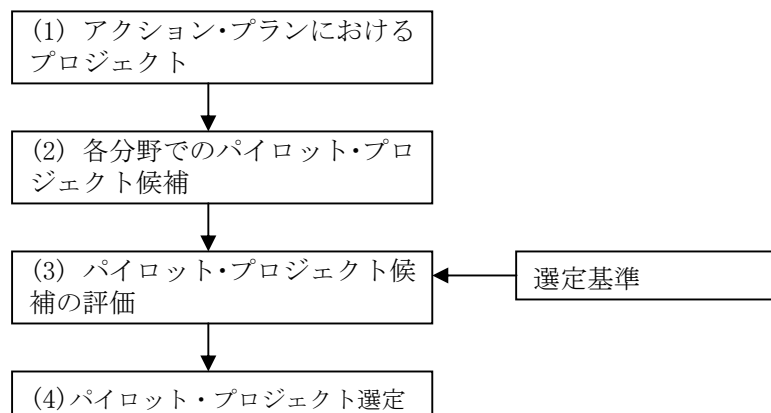 (1) アクション･プランにおける
プロジェクト
(2) 各分野でのパイロット･プロ
ジェクト候補
(3) パイロット･プロジェクト候
補の評価
選定基準
(4)パイロット・プロジェクト選定